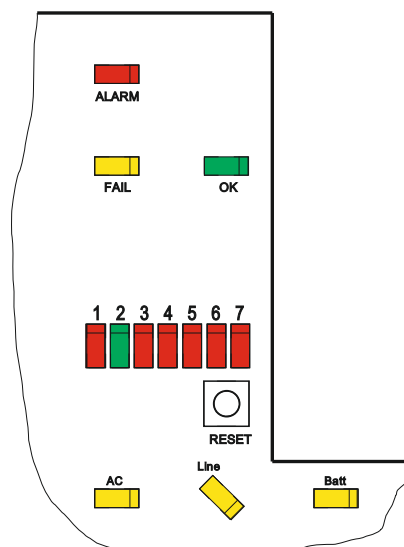 ALARM
FAIL OK
1 2 3 4 5 6 7
RESET
AC Line Batt